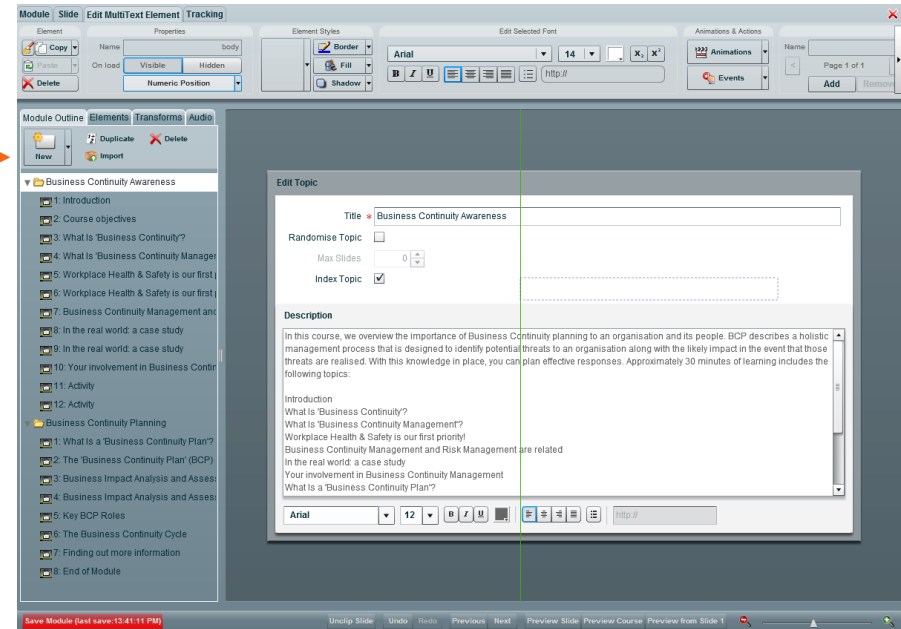 Module Slide Edit MultiText Element Tracking
Element Properties Element Styles Edit Selected Font Animations & Actions
Copy Name body Border Arial 14 X₂ X² Animations Name
Paste On load Visible Hidden Fill B I U http:// Events < Page 1 of 1
Delete Numeric Position Shadow Add Remove
Module Outline Elements Transforms Audio
New Duplicate Delete
Import
Business Continuity Awareness
1: Introduction
2: Course objectives
3: What Is 'Business Continuity'?
4: What Is 'Business Continuity Manager
5: Workplace Health & Safety is our first
6: Workplace Health & Safety is our first
7: Business Continuity Management and
8: In the real world: a case study
9: In the real world: a case study
10: Your involvement in Business Contin
11: Activity
12: Activity
Business Continuity Planning
1: What Is a 'Business Continuity Plan'?
2: The 'Business Continuity Plan' (BCP)
3: Business Impact Analysis and Asses
4: Business Impact Analysis and Asses
5: Key BCP Roles
6: The Business Continuity Cycle
7: Finding out more information
8: End of Module
Edit Topic
Title * Business Continuity Awareness
Randomise Topic
Max Slides 0
Index Topic
Description
In this course, we overview the importance of Business Continuity planning to an organisation and its people. BCP describes a holistic
management process that is designed to identify potential threats to an organisation along with the likely impact in the event that those
threats are realised. With this knowledge in place, you can plan effective responses. Approximately 30 minutes of learning includes the
following topics:
Introduction
What Is 'Business Continuity'?
What Is 'Business Continuity Management'?
Workplace Health & Safety is our first priority!
Business Continuity Management and Risk Management are related
In the real world: a case study
Your involvement in Business Continuity Management
What Is a 'Business Continuity Plan'?
Arial 12 B I U http://
Save Module (last save:13:41:11 PM) Unclip Slide Undo Redo Previous Next Preview Slide Preview Course Preview from Slide 1